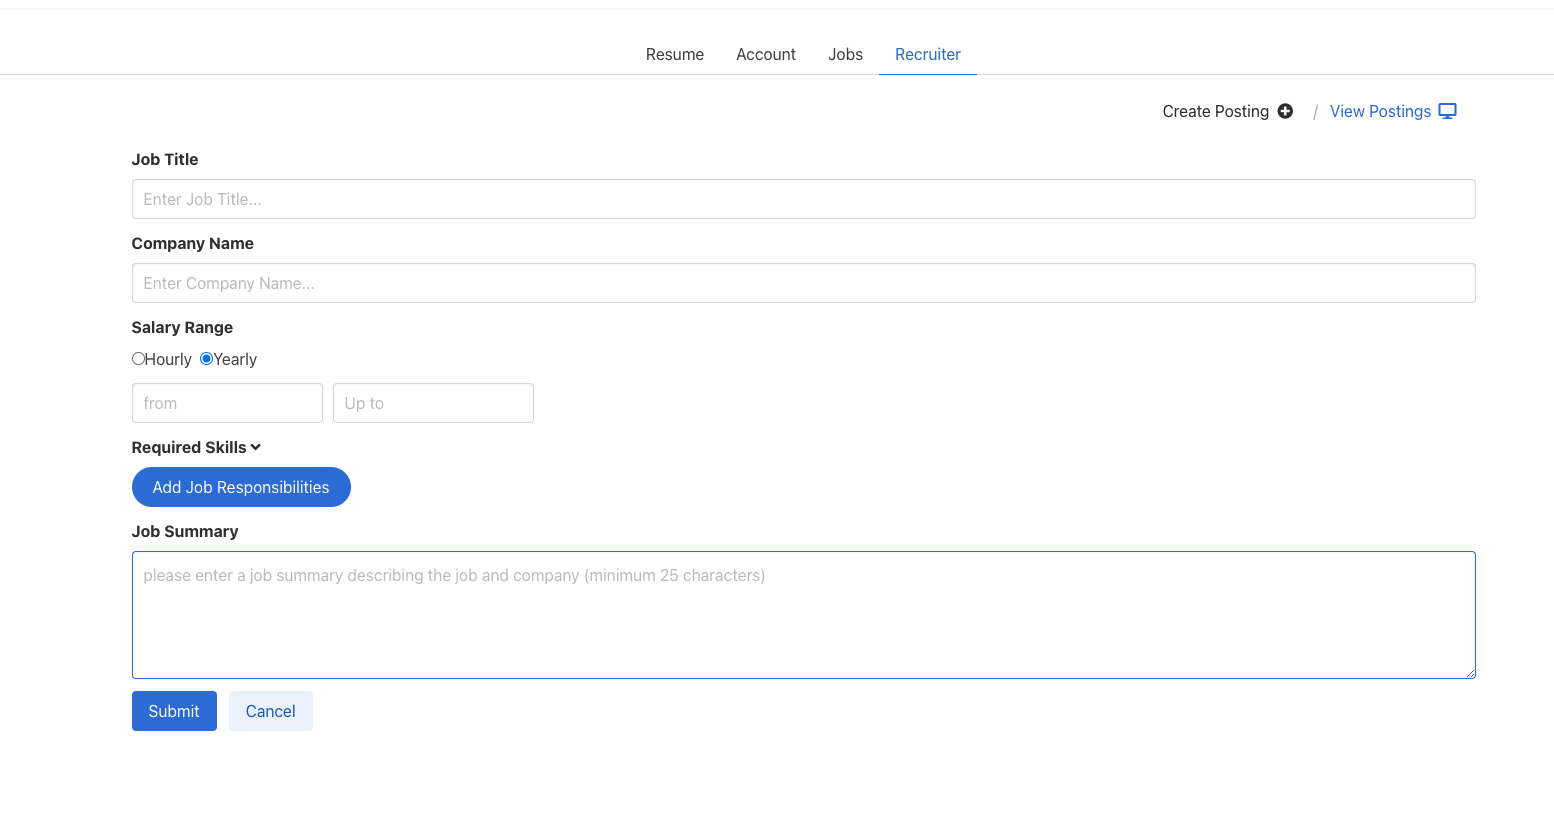 Resume Account Jobs Recruiter
Create Posting / View Postings
Job Title
Enter Job Title...
Company Name
Enter Company Name...
Salary Range
Hourly Yearly
from Up to
Required Skills
Add Job Responsibilities
Job Summary
please enter a job summary describing the job and company (minimum 25 characters)
Submit Cancel